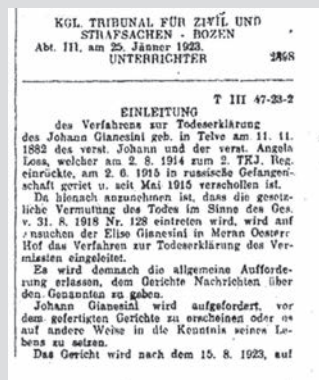 KGL. TRIBUNAL FÜR ZIVIL UND
STRAFSACHEN - BOZEN
Abt. III, am 25. Jänner 1923.
UNTERRICHTER
T III 47-23-2
EINLEITUNG
des Verfahrens zur Todeserklärung
des Johann Gianesini geb. in Telve am 11. 11.
1882 des verst. Johann und der verst. Angela
Loss, welcher am 2. 8. 1914 zum 2. TKJ. Reg.
einrückte, am 2. 6. 1915 in russische Gefangen-
schaft geriet u. seit Mai 1915 verschollen ist.
Da hienach anzunehmen ist, dass die gesetz-
liche Vermutung des Todes im Sinne des Ges.
v. 31. 8. 1918 Nr. 128 eintreten wird, wird auf
Ansuchen der Elise Gianesini in Meran Oesterr
Hof das Verfahren zur Todeserklärung des Ver-
missten eingeleitet.
Es wird demnach die allgemeine Aufforde-
rung erlassen, dem Gerichte Nachrichten über
den Genannten zu geben.
Johann Gianesini wird aufgefordert, vor
dem gefertigten Gerichte zu erscheinen oder es
auf andere Weise in die Kenntnis seines Le-
bens zu setzen.
Das Gericht wird nach dem 15. 8. 1923, auf